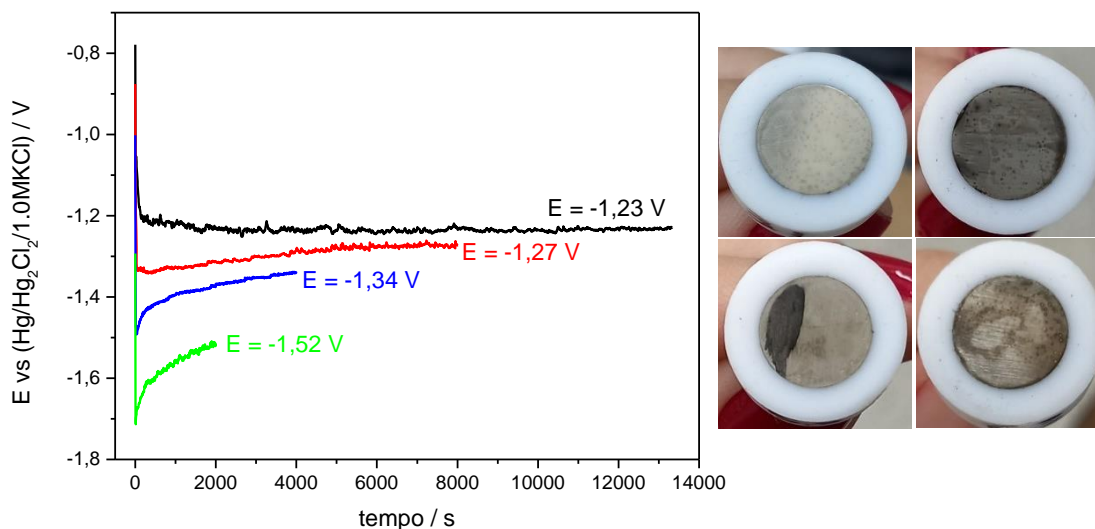 E vs (Hg/Hg₂Cl₂/1.0MKCl) / V
-0,8
-1,0
-1,2
-1,4
-1,6
-1,8
E = -1,23 V
E = -1,27 V
E = -1,34 V
E = -1,52 V
0
2000
4000
6000
8000
10000
12000
14000
tempo / s